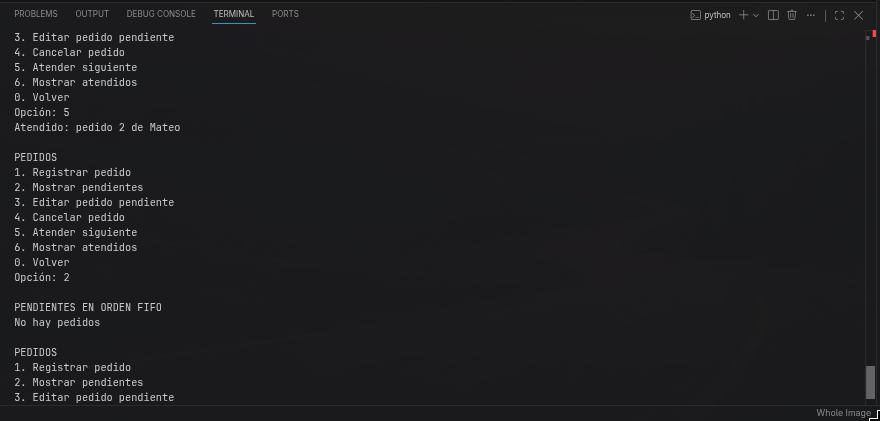 PROBLEMS OUTPUT DEBUG CONSOLE TERMINAL PORTS python
3. Editar pedido pendiente
4. Cancelar pedido
5. Atender siguiente
6. Mostrar atendidos
0. Volver
Opción: 5
Atendido: pedido 2 de Mateo
PEDIDOS
1. Registrar pedido
2. Mostrar pendientes
3. Editar pedido pendiente
4. Cancelar pedido
5. Atender siguiente
6. Mostrar atendidos
0. Volver
Opción: 2
PENDIENTES EN ORDEN FIFO
No hay pedidos
PEDIDOS
1. Registrar pedido
2. Mostrar pendientes
3. Editar pedido pendiente
Whole Image